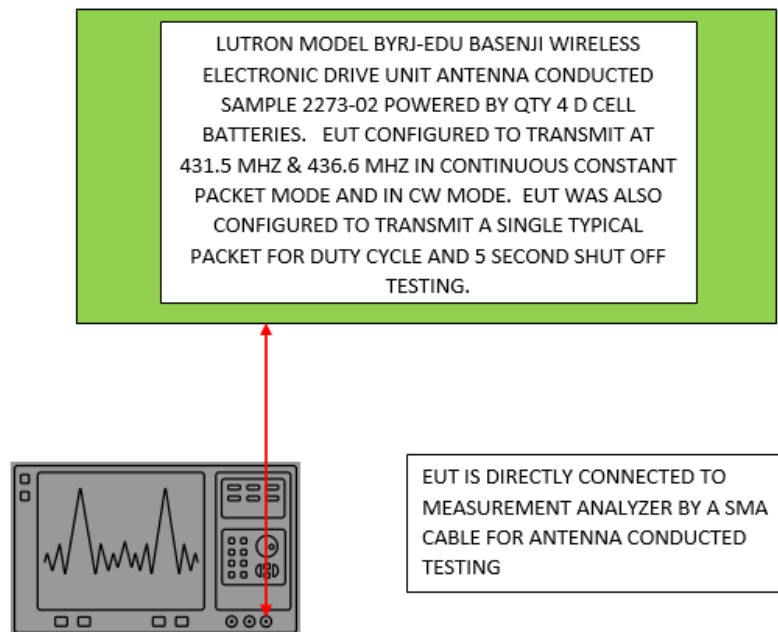 LUTRON MODEL BYRJ-EDU BASENJI WIRELESS
ELECTRONIC DRIVE UNIT ANTENNA CONDUCTED
SAMPLE 2273-02 POWERED BY QTY 4 D CELL
BATTERIES. EUT CONFIGURED TO TRANSMIT AT
431.5 MHZ & 436.6 MHZ IN CONTINUOUS CONSTANT
PACKET MODE AND IN CW MODE. EUT WAS ALSO
CONFIGURED TO TRANSMIT A SINGLE TYPICAL
PACKET FOR DUTY CYCLE AND 5 SECOND SHUT OFF
TESTING.
EUT IS DIRECTLY CONNECTED TO
MEASUREMENT ANALYZER BY A SMA
CABLE FOR ANTENNA CONDUCTED
TESTING